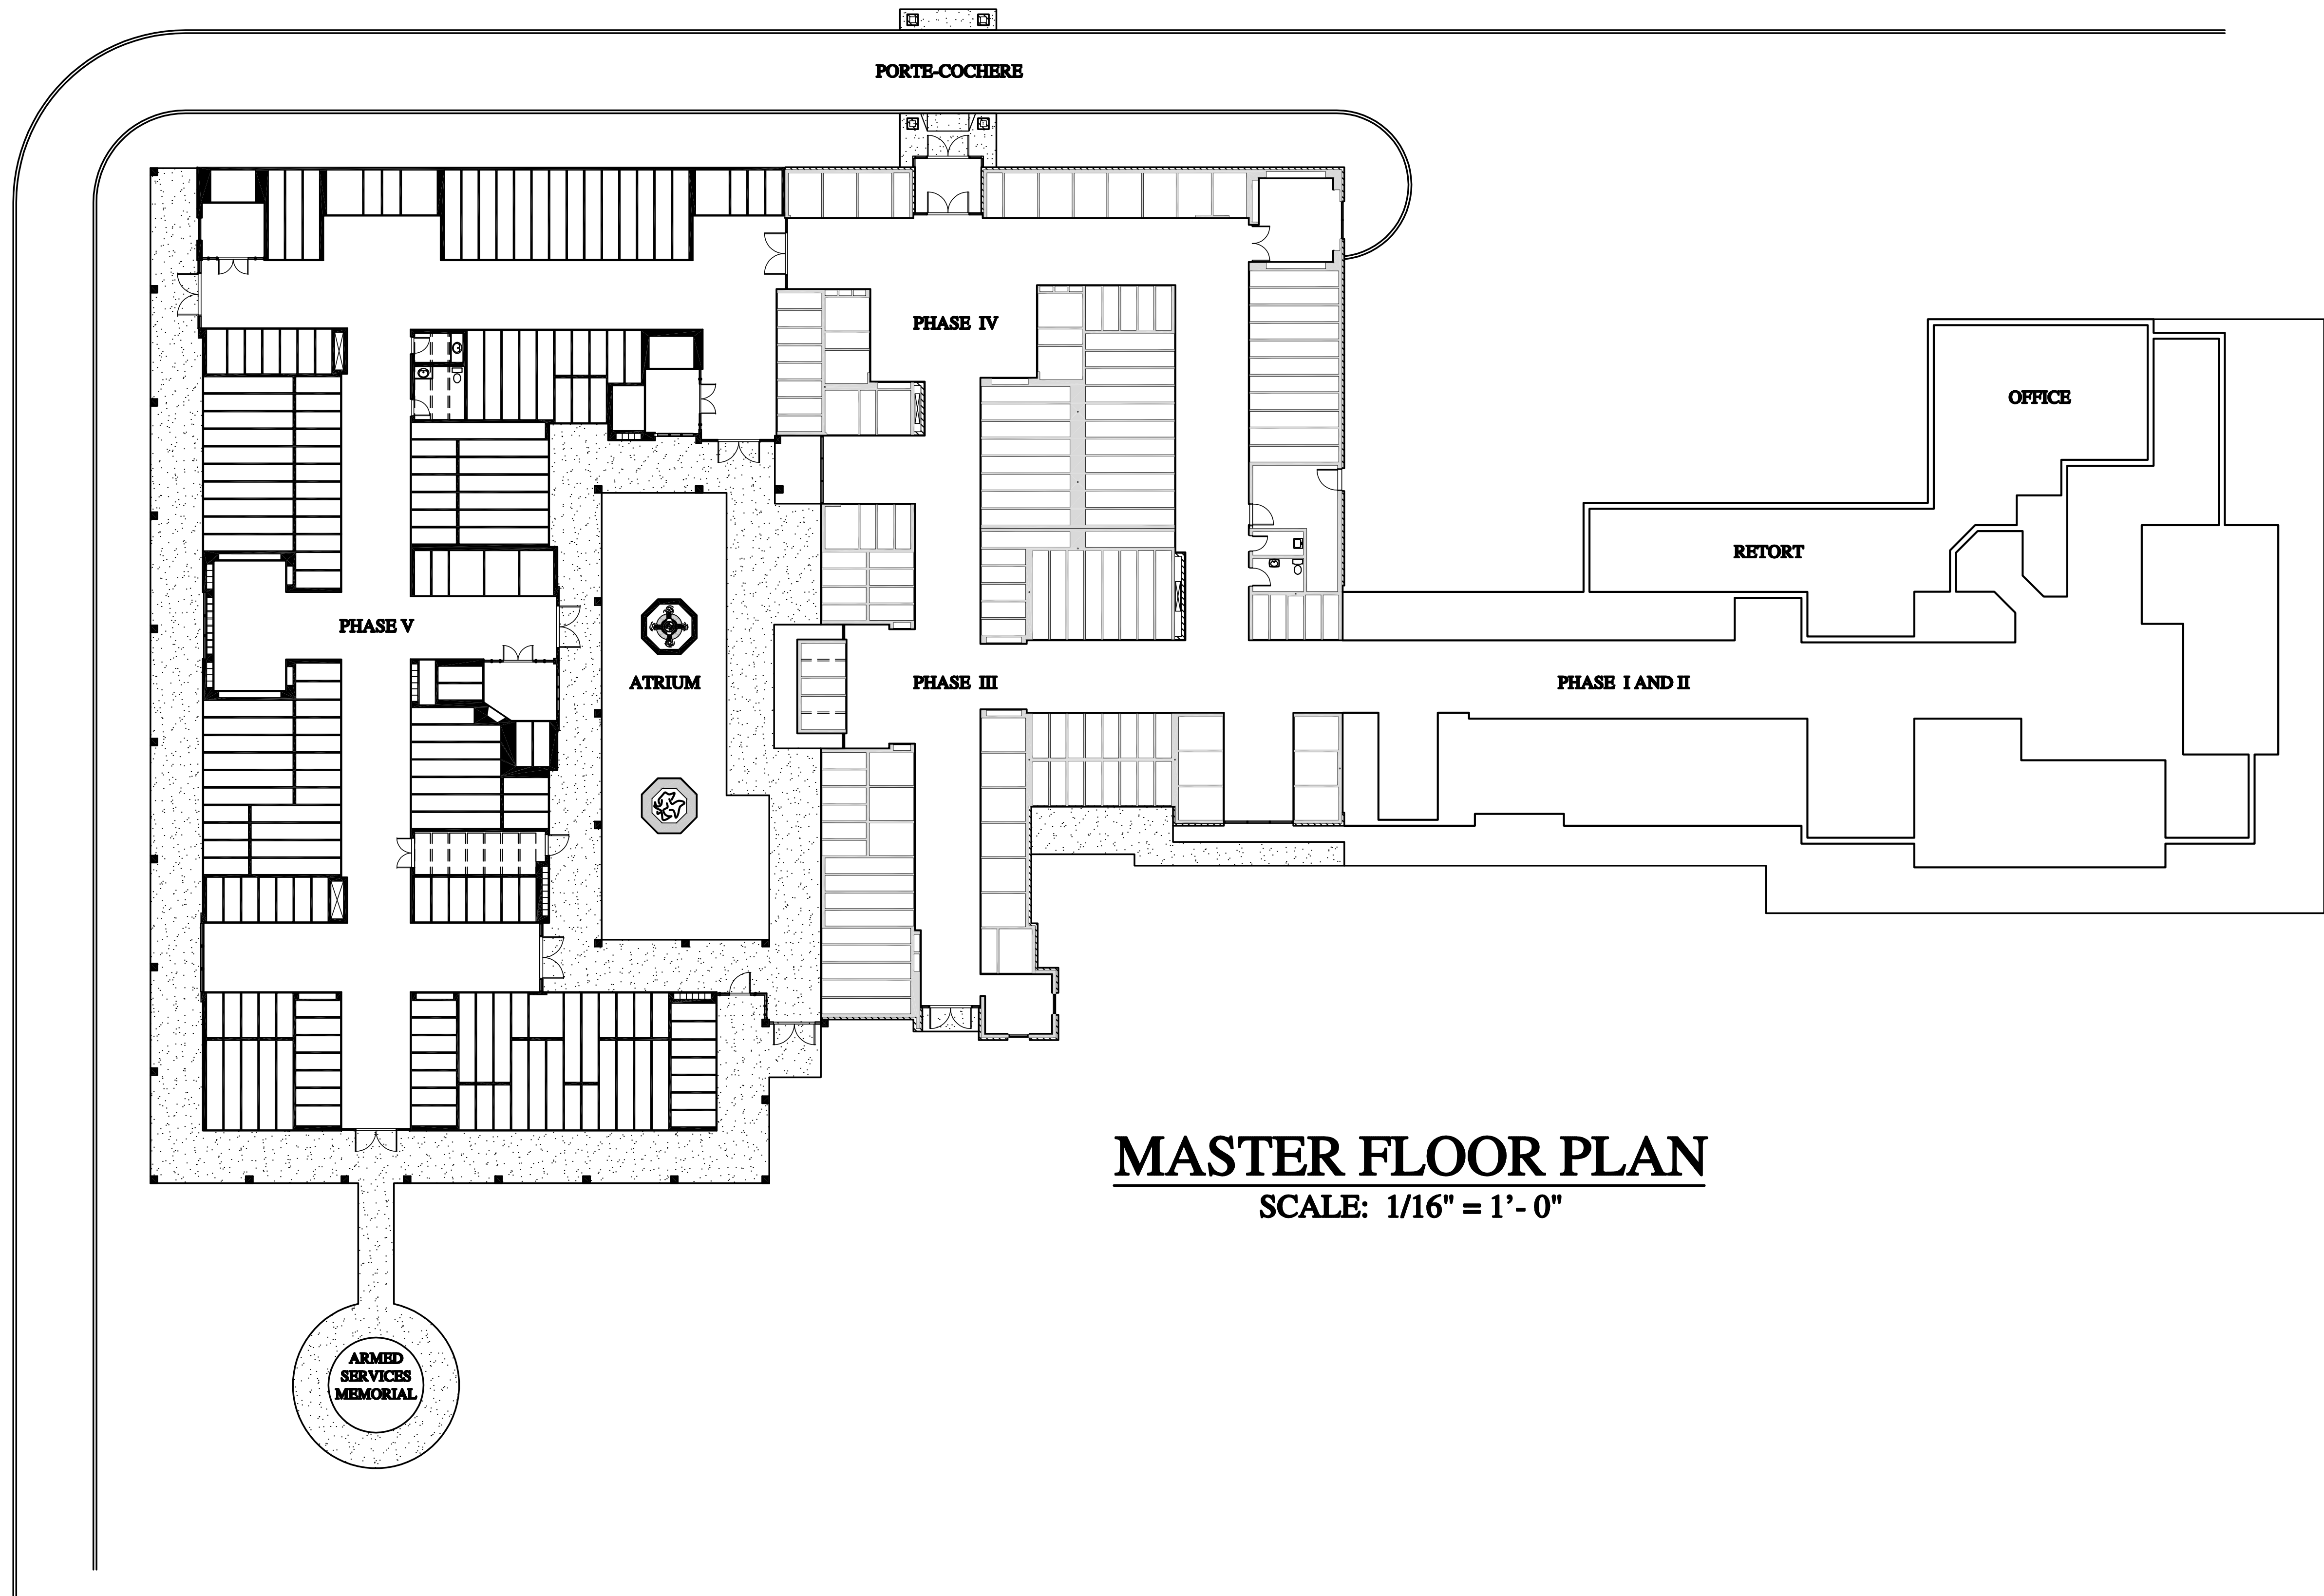 PORTE-COCHERE
PHASE IV
OFFICE
RETORT
PHASE V
ATRIUM
PHASE III
PHASE I AND II
MASTER FLOOR PLAN
SCALE: 1/16" = 1'- 0"
ARMED
SERVICES
MEMORIAL